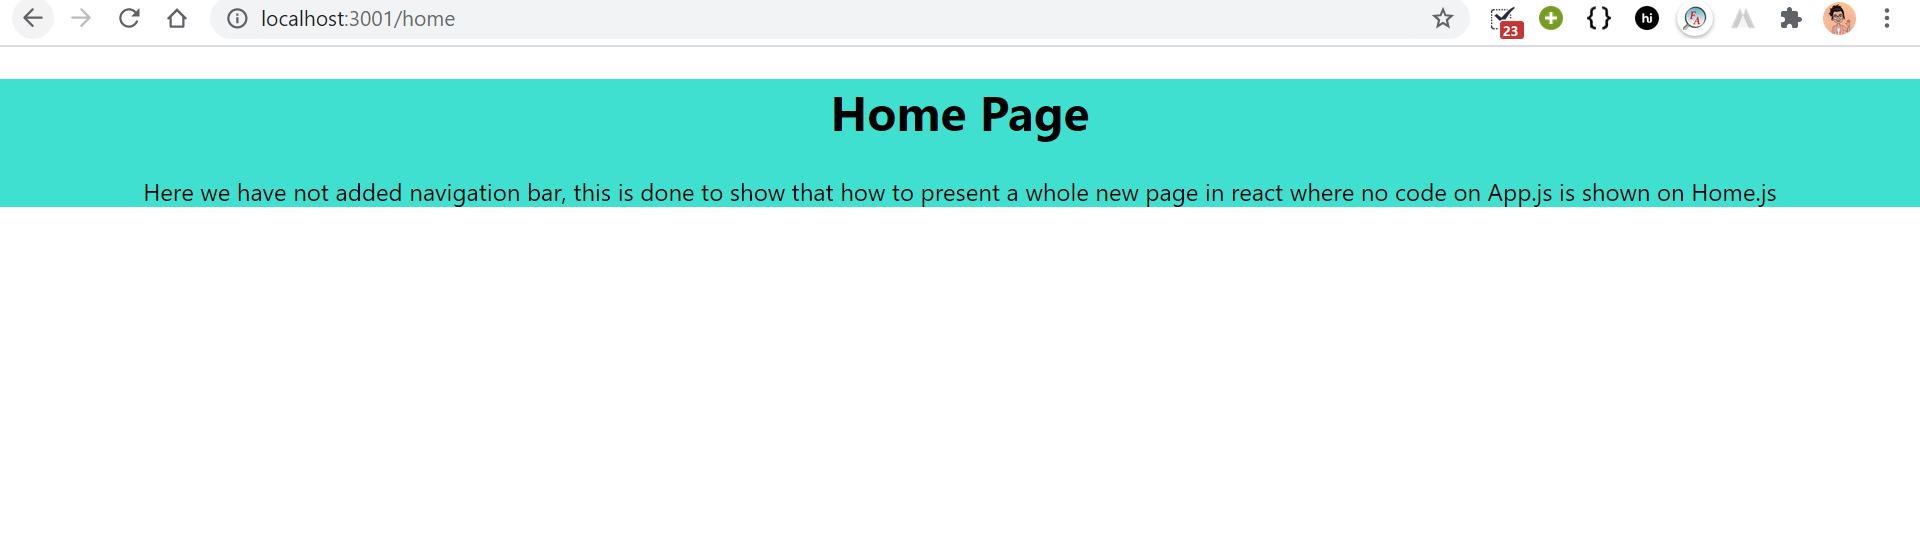 localhost:3001/home
23
hi
FA
Home Page
Here we have not added navigation bar, this is done to show that how to present a whole new page in react where no code on App.js is shown on Home.js